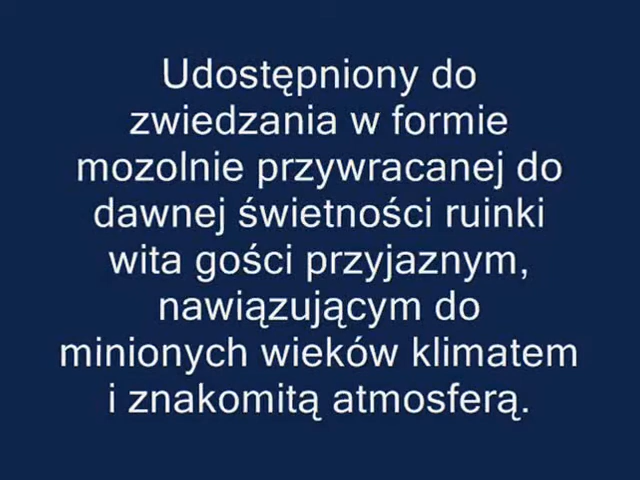 Udostępniony do
zwiedzania w formie
mozolnie przywracanej do
dawnej świetności ruinki
wita gości przyjaznym,
nawiązującym do
minionych wieków klimatem
i znakomitą atmosferą.